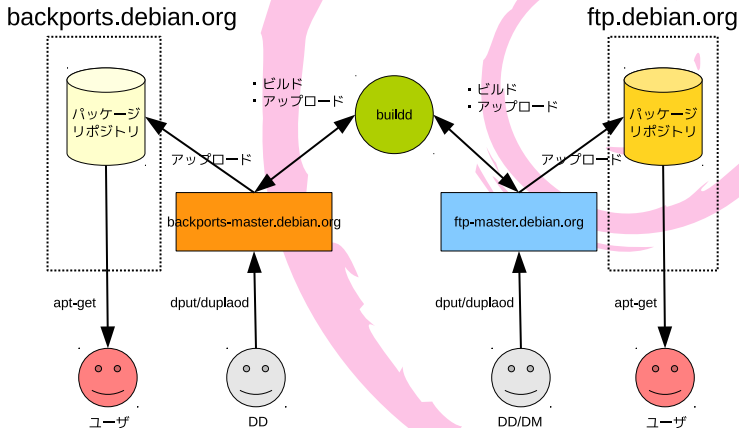 backports.debian.org
ftp.debian.org
・ビルド
・アップロード
・ビルド
・アップロード
buildd
パッケージ
リポジトリ
パッケージ
リポジトリ
アップロード
アップロード
backports-master.debian.org
ftp-master.debian.org
apt-get
dput/duplaod
dput/duplaod
apt-get
ユーザ
DD
DD/DM
ユーザ